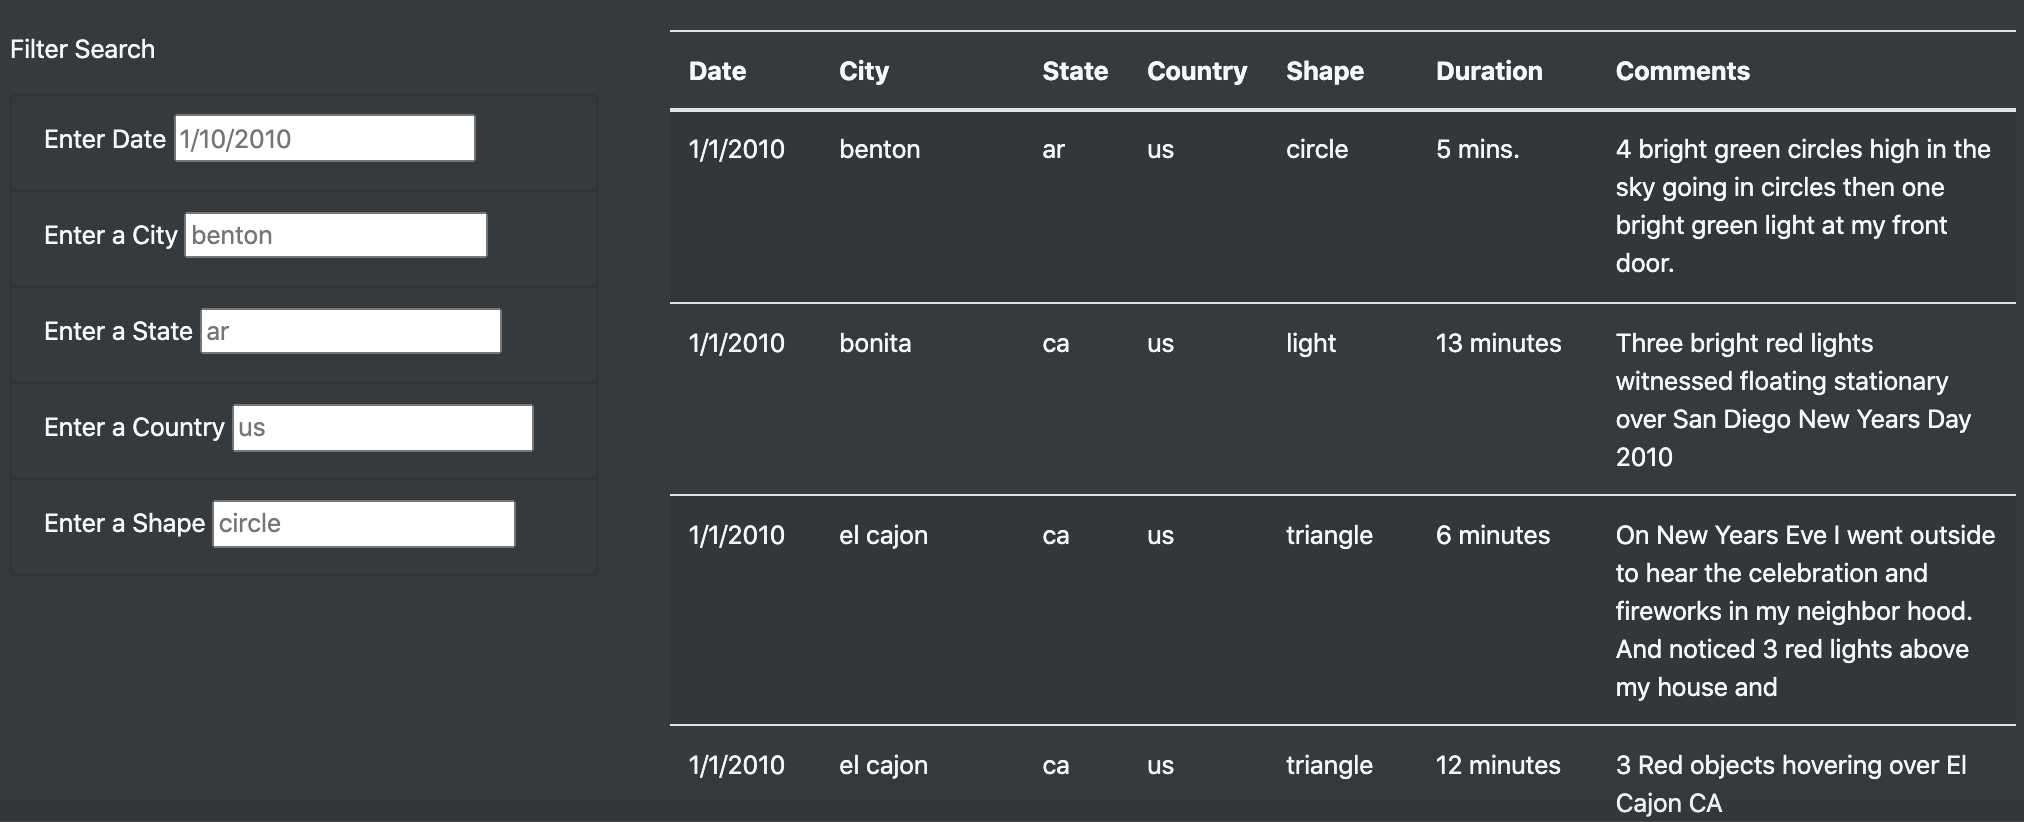 Filter Search
Enter Date 1/10/2010
Enter a City benton
Enter a State ar
Enter a Country us
Enter a Shape circle
Date City State Country Shape Duration Comments
1/1/2010 benton ar us circle 5 mins. 4 bright green circles high in the
sky going in circles then one
bright green light at my front
door.
1/1/2010 bonita ca us light 13 minutes Three bright red lights
witnessed floating stationary
over San Diego New Years Day
2010
1/1/2010 el cajon ca us triangle 6 minutes On New Years Eve I went outside
to hear the celebration and
fireworks in my neighbor hood.
And noticed 3 red lights above
my house and
1/1/2010 el cajon ca us triangle 12 minutes 3 Red objects hovering over El
Cajon CA